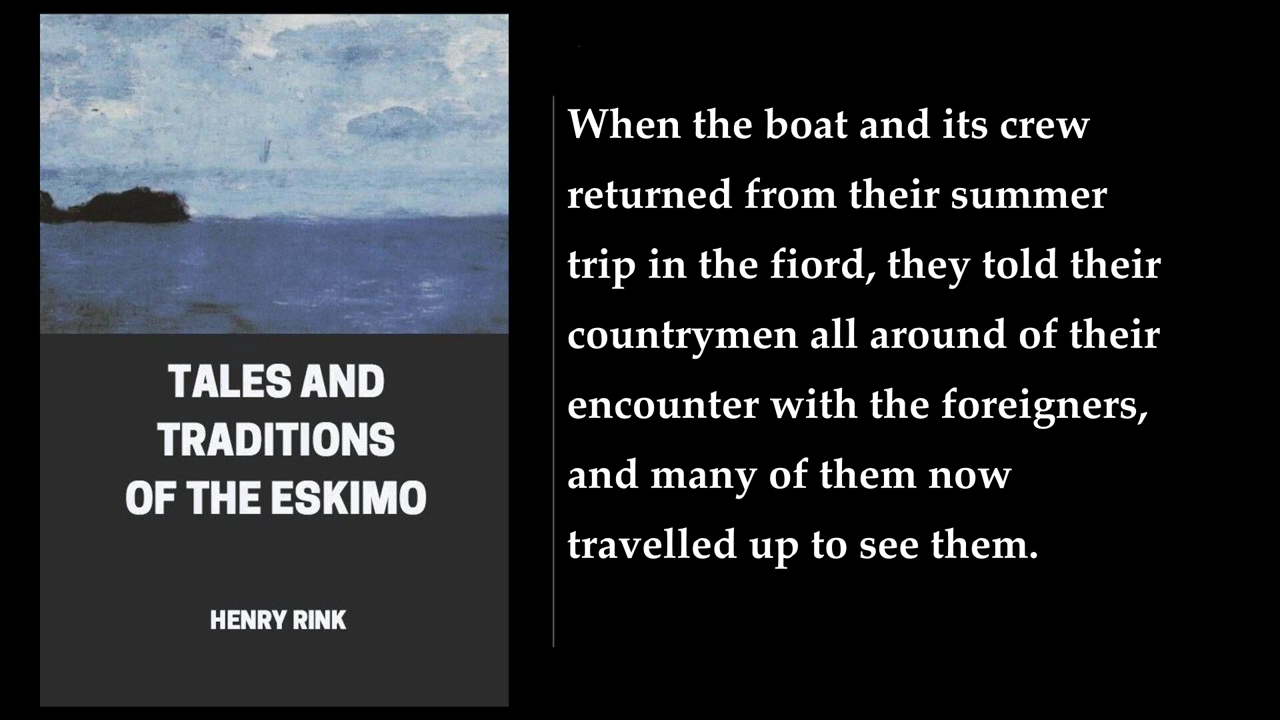 TALES AND
TRADITIONS
OF THE ESKIMO
HENRY RINK
When the boat and its crew
returned from their summer
trip in the fiord, they told their
countrymen all around of their
encounter with the foreigners,
and many of them now
travelled up to see them.